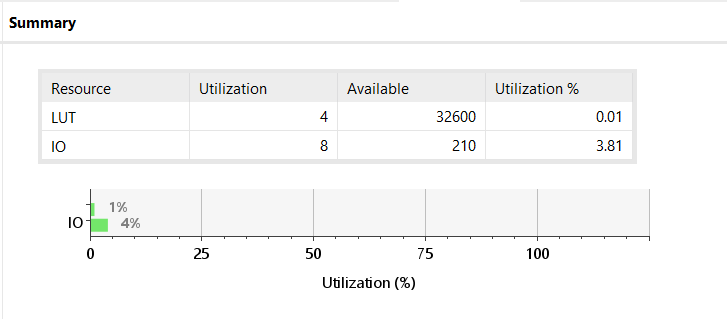 Summary
Resource Utilization Available Utilization %
LUT 4 32600 0.01
IO 8 210 3.81
1%
IO 4%
0 25 50 75 100
Utilization (%)